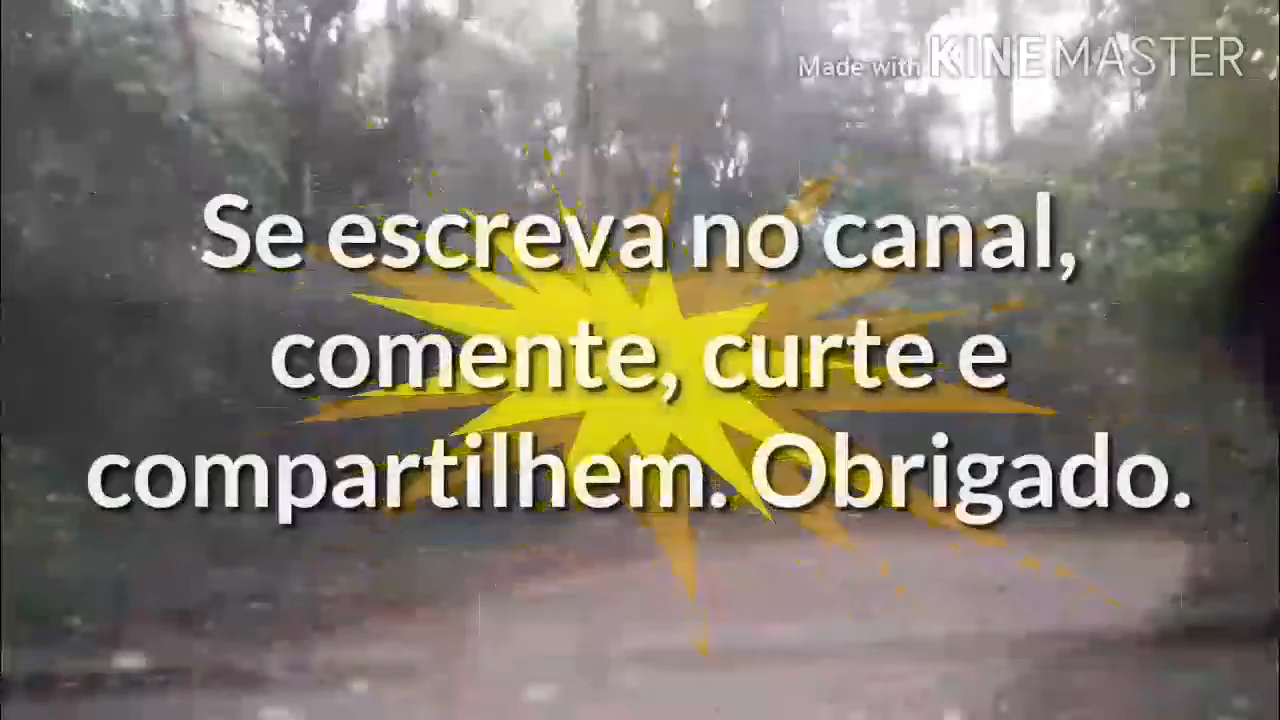 Made with KINEMASTER
Se escreva no canal,
comente, curte e
compartilhem. Obrigado.